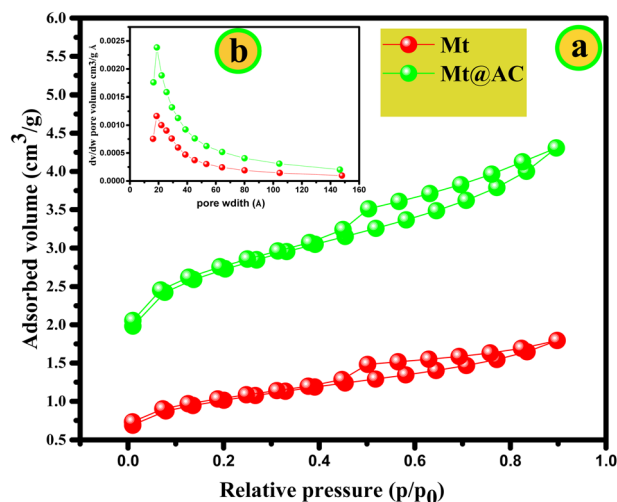 b
a
Mt
Mt@AC
dv/dw pore volume cm3/g Å
0.0025
0.0020
0.0015
0.0010
0.0005
0.0000
0 20 40 60 80 100 120 140 160
pore wdith (Å)
Adsorbed volume (cm³/g)
5.5
5.0
4.5
4.0
3.5
3.0
2.5
2.0
1.5
1.0
0.5
0.0 0.2 0.4 0.6 0.8 1.0
Relative pressure (p/p₀)